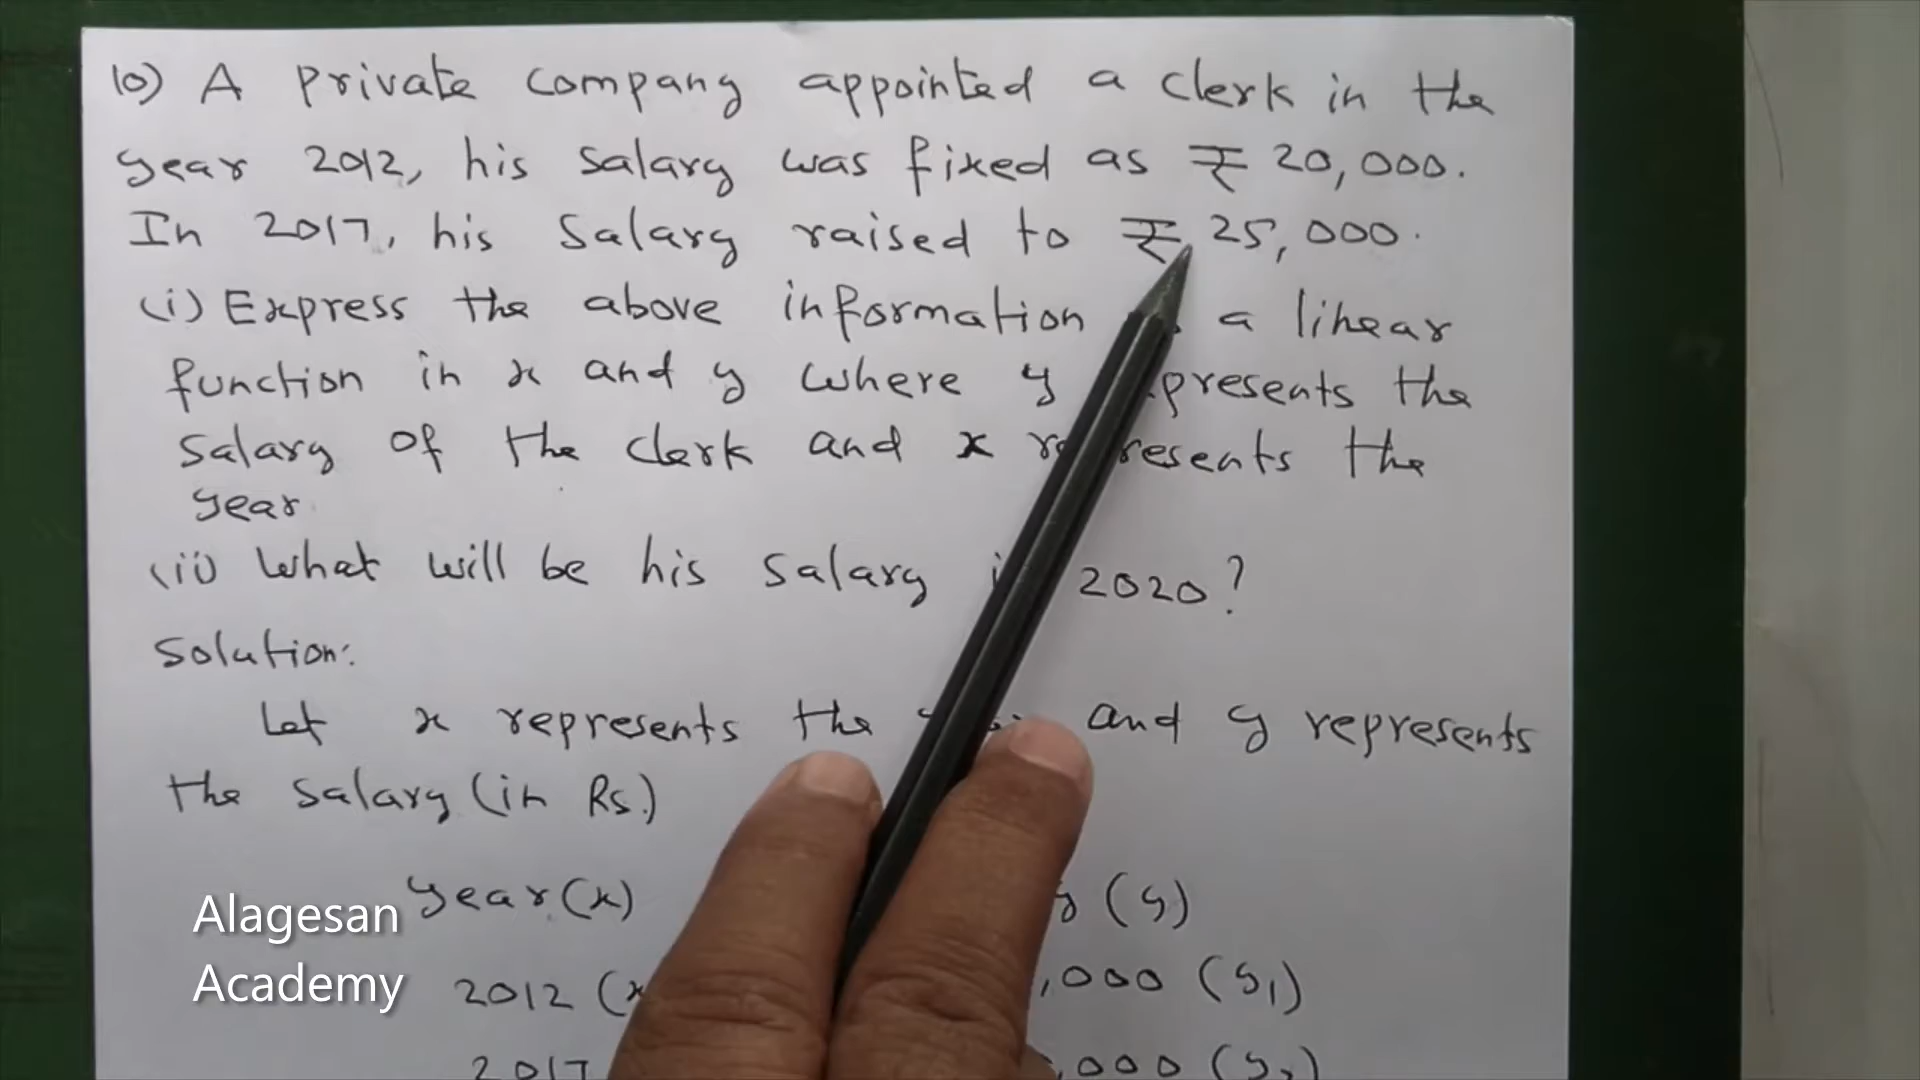 10) A private company appointed a clerk in the
year 2012, his salary was fixed as ₹ 20,000.
In 2017, his salary raised to ₹ 25,000.
(i) Express the above information a linear
function in x and y where y presents the
salary of the clerk and x represents the
year
(ii) What will be his salary 2020?
Solution:
Let x represents the and y represents
the salary (in Rs.)
year (x) (y)
2012 (x ,000 (y1)
2017 ,000 (y2)
Alagesan
Academy